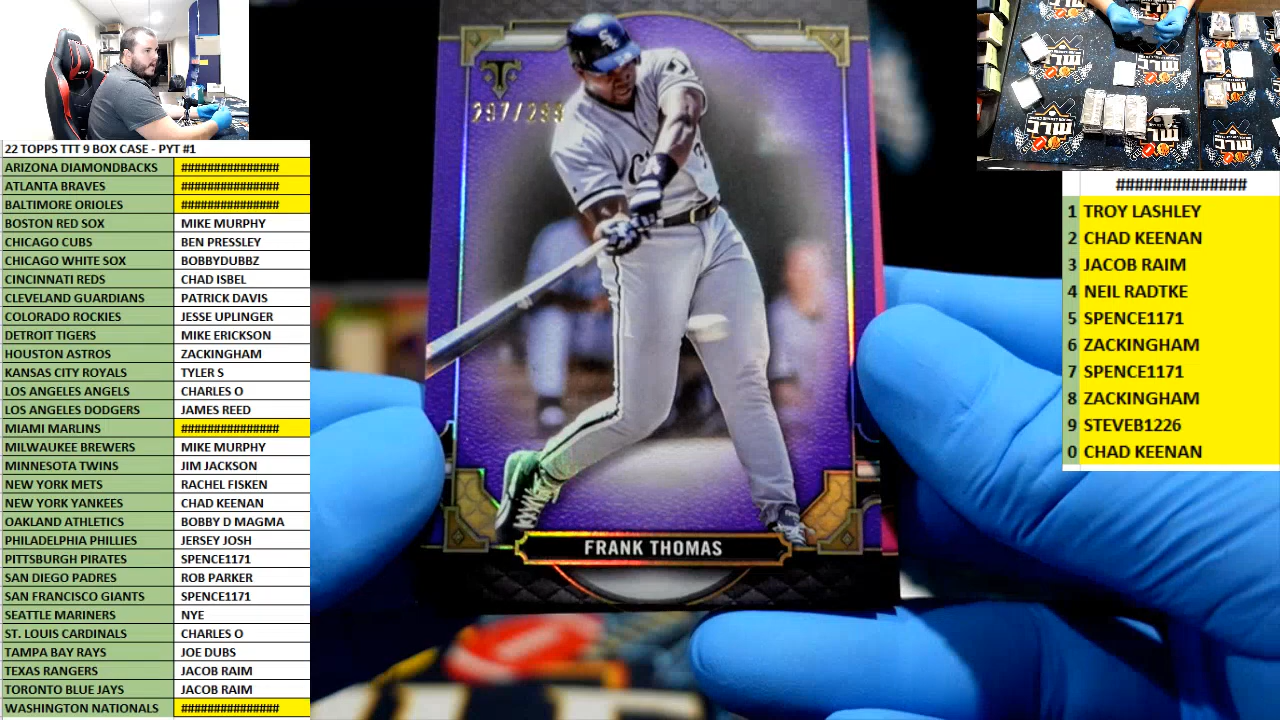 22 TOPPS TTT 9 BOX CASE - PYT #1
ARIZONA DIAMONDBACKS ###############
ATLANTA BRAVES ###############
BALTIMORE ORIOLES ###############
BOSTON RED SOX MIKE MURPHY
CHICAGO CUBS BEN PRESSLEY
CHICAGO WHITE SOX BOBBYDUBBZ
CINCINNATI REDS CHAD ISBEL
CLEVELAND GUARDIANS PATRICK DAVIS
COLORADO ROCKIES JESSE UPLINGER
DETROIT TIGERS MIKE ERICKSON
HOUSTON ASTROS ZACKINGHAM
KANSAS CITY ROYALS TYLER S
LOS ANGELES ANGELS CHARLES O
LOS ANGELES DODGERS JAMES REED
MIAMI MARLINS ###############
MILWAUKEE BREWERS MIKE MURPHY
MINNESOTA TWINS JIM JACKSON
NEW YORK METS RACHEL FISKEN
NEW YORK YANKEES CHAD KEENAN
OAKLAND ATHLETICS BOBBY D MAGMA
PHILADELPHIA PHILLIES JERSEY JOSH
PITTSBURGH PIRATES SPENCE1171
SAN DIEGO PADRES ROB PARKER
SAN FRANCISCO GIANTS SPENCE1171
SEATTLE MARINERS NYE
ST. LOUIS CARDINALS CHARLES O
TAMPA BAY RAYS JOE DUBS
TEXAS RANGERS JACOB RAIM
TORONTO BLUE JAYS JACOB RAIM
WASHINGTON NATIONALS ###############
297/299
FRANK THOMAS
##############
1 TROY LASHLEY
2 CHAD KEENAN
3 JACOB RAIM
4 NEIL RADTKE
5 SPENCE1171
6 ZACKINGHAM
7 SPENCE1171
8 ZACKINGHAM
9 STEVEB1226
0 CHAD KEENAN